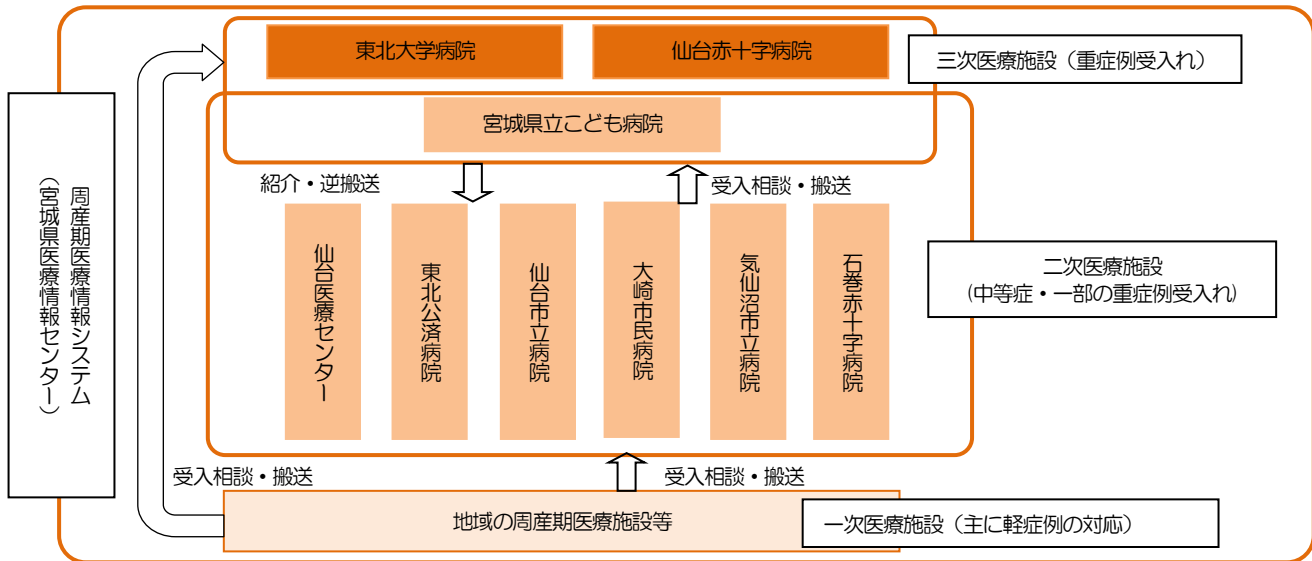 東北大学病院
仙台赤十字病院
三次医療施設（重症例受入れ）
宮城県立こども病院
周産期医療情報システム
（宮城県医療情報センター）
紹介・逆搬送
受入相談・搬送
仙台医療センター
東北公済病院
仙台市立病院
大崎市民病院
気仙沼市立病院
石巻赤十字病院
二次医療施設
(中等症・一部の重症例受入れ)
受入相談・搬送
受入相談・搬送
地域の周産期医療施設等
一次医療施設（主に軽症例の対応）